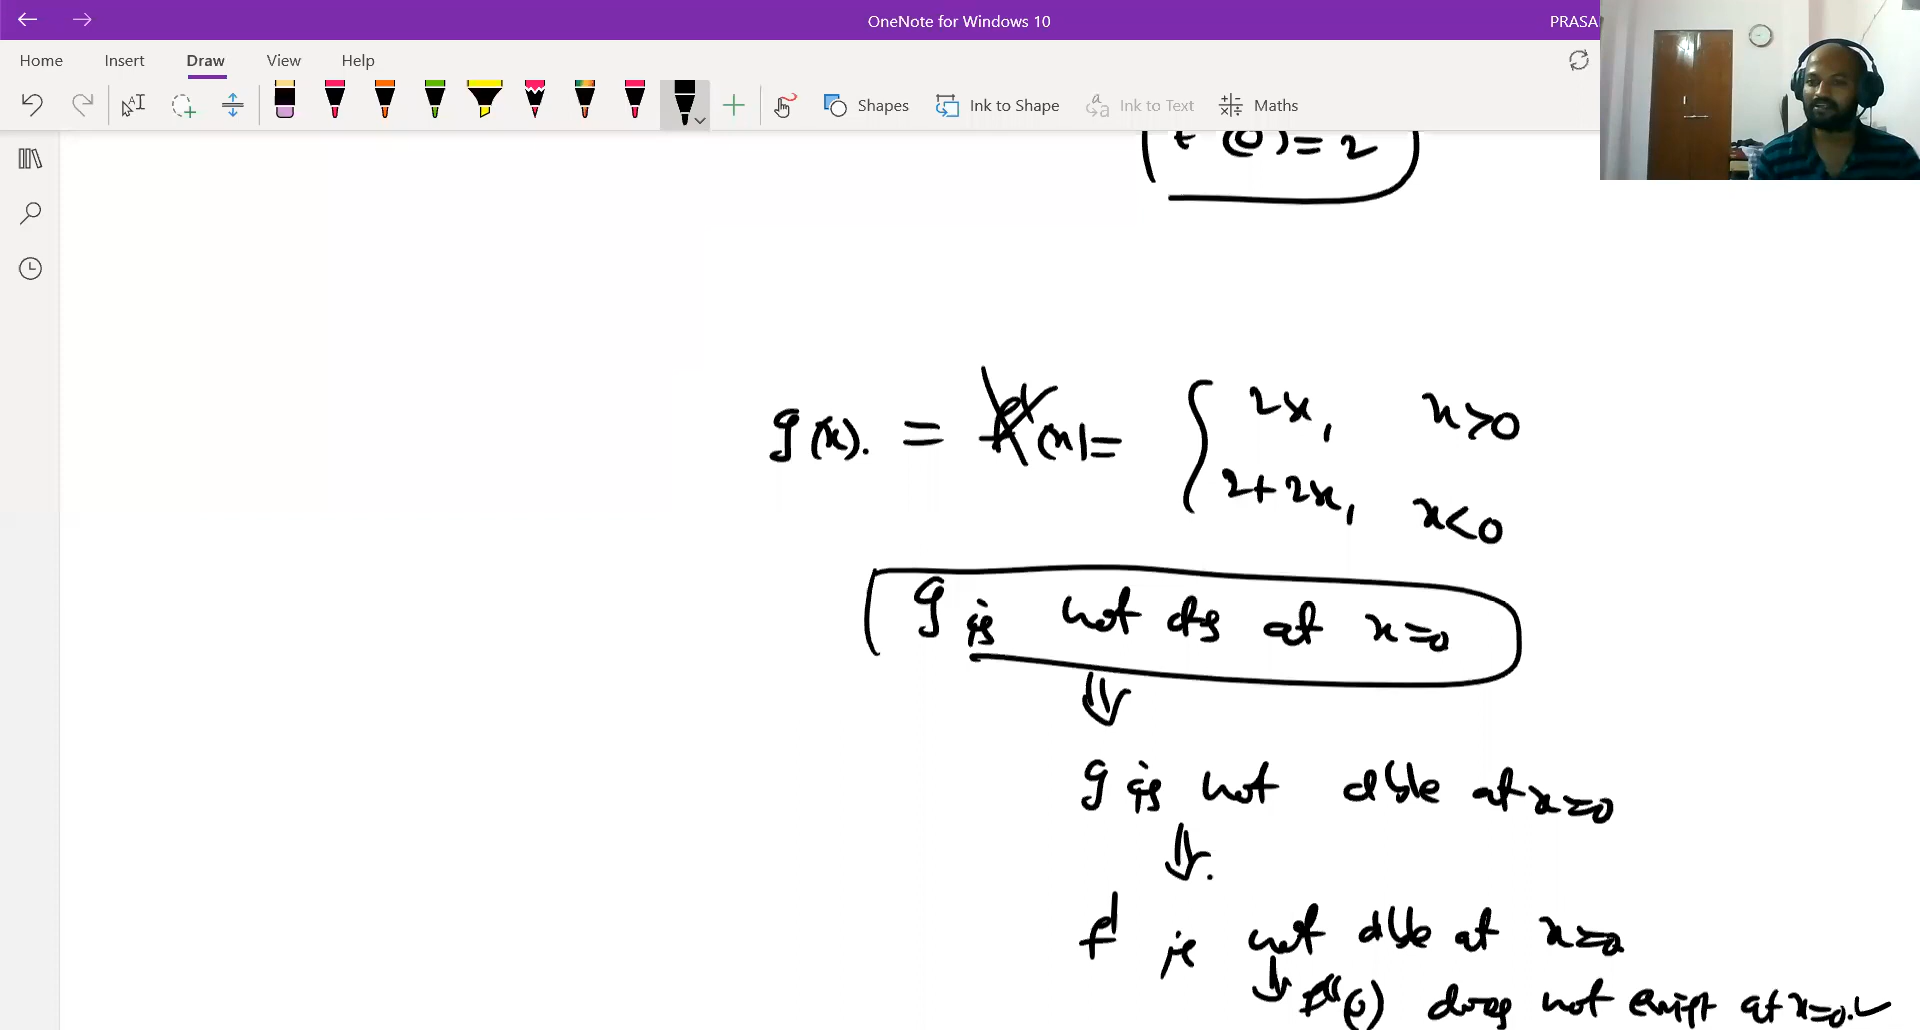 OneNote for Windows 10 PRASA
Home Insert Draw View Help
Shapes Ink to Shape Ink to Text Maths
(0)=2
g(x). = (x)= { 2x, x>0
2+2x, x<0
g is not cts at x=0
⇓
g is not dble at x=0
⇓.
f' is not dble at x=0
⇓ f''(0) does not exist at x=0.✓